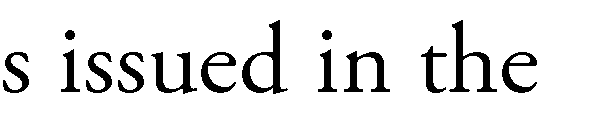 s issued in the